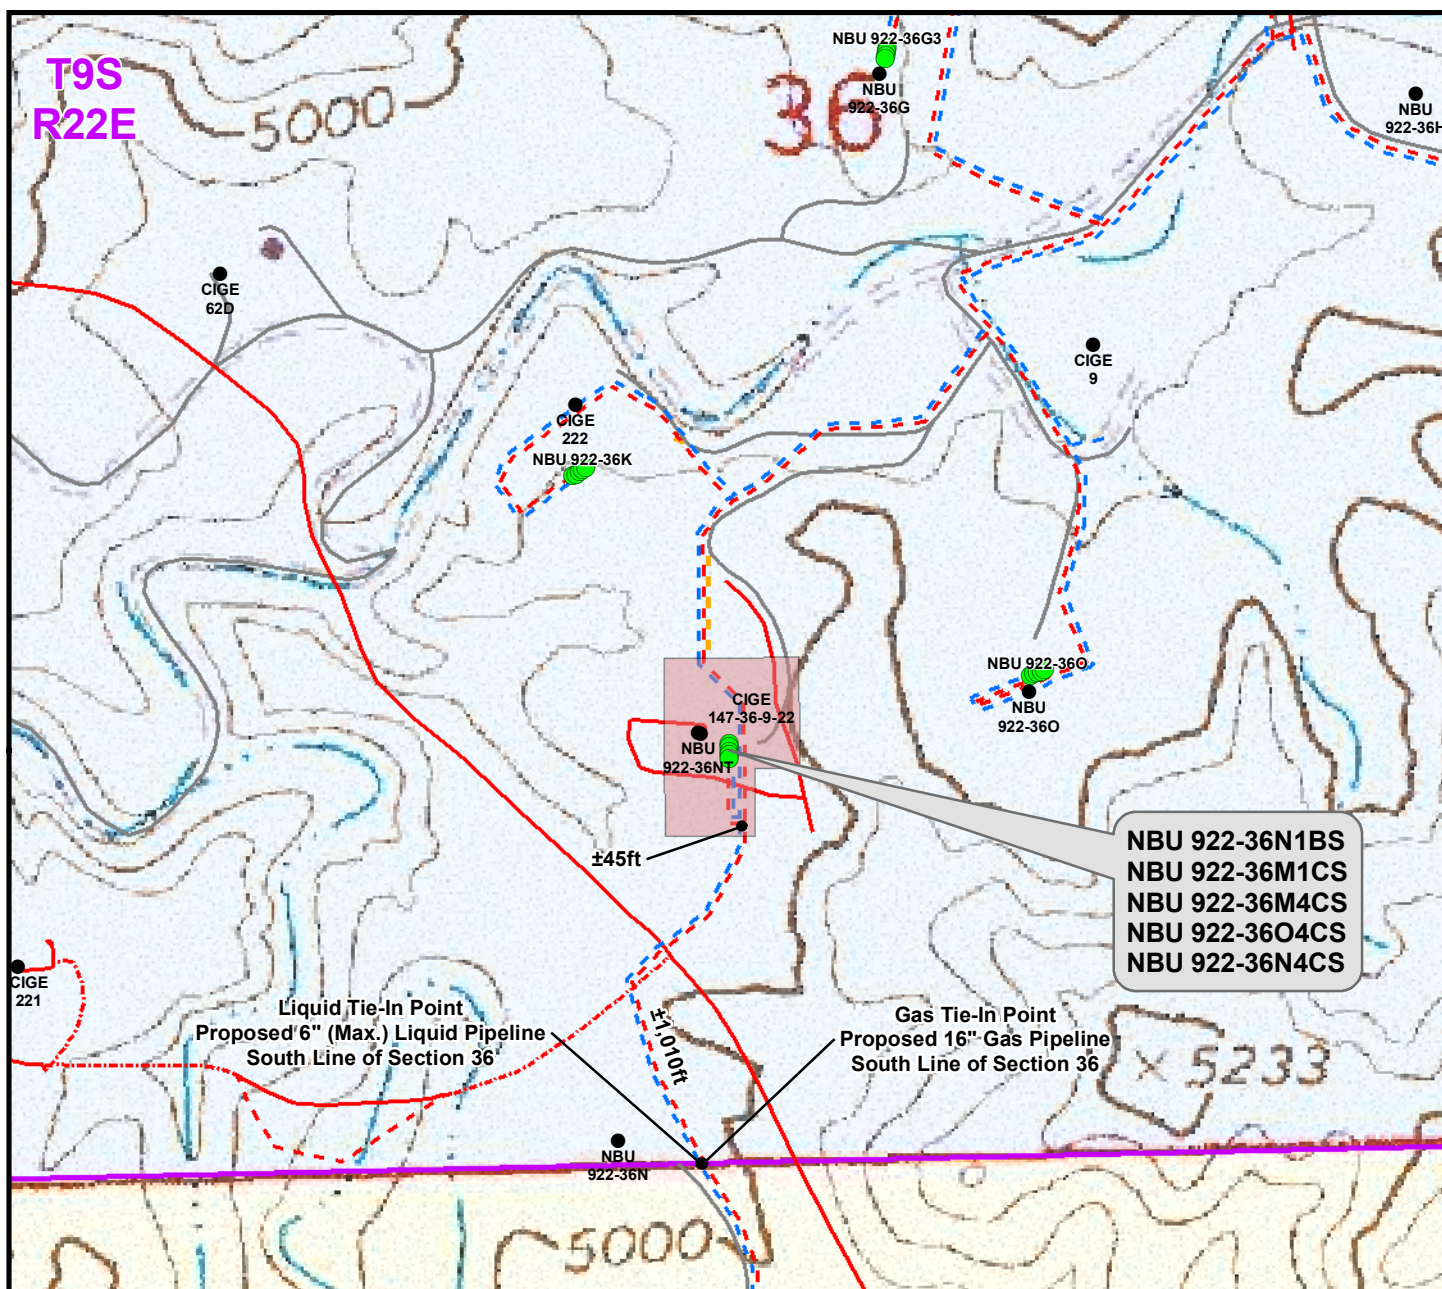 T9S
R22E
5000
36
NBU 922-36G3
NBU
922-36G
NBU
922-36H
CIGE
62D
CIGE
9
CIGE
222
NBU 922-36K
NBU 922-36O
NBU
922-36O
CIGE
147-36-9-22
NBU
922-36NT
±45ft
NBU 922-36N1BS
NBU 922-36M1CS
NBU 922-36M4CS
NBU 922-36O4CS
NBU 922-36N4CS
CIGE
221
Liquid Tie-In Point
Proposed 6" (Max.) Liquid Pipeline
South Line of Section 36
±1,010ft
Gas Tie-In Point
Proposed 16" Gas Pipeline
South Line of Section 36
×5233
NBU
922-36N
5000